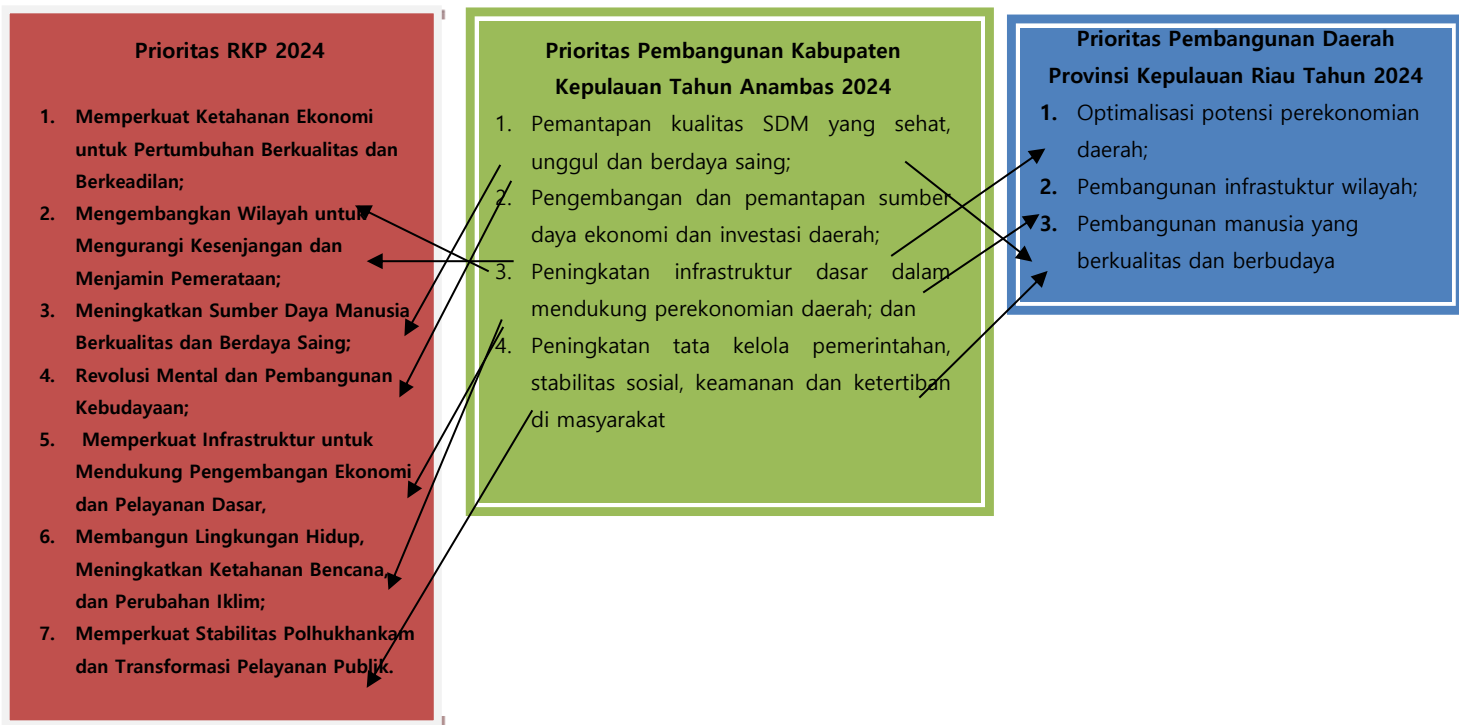 Prioritas RKP 2024
1. Memperkuat Ketahanan Ekonomi
untuk Pertumbuhan Berkualitas dan
Berkeadilan;
2. Mengembangkan Wilayah untuk
Mengurangi Kesenjangan dan
Menjamin Pemerataan;
3. Meningkatkan Sumber Daya Manusia
Berkualitas dan Berdaya Saing;
4. Revolusi Mental dan Pembangunan
Kebudayaan;
5. Memperkuat Infrastruktur untuk
Mendukung Pengembangan Ekonomi
dan Pelayanan Dasar,
6. Membangun Lingkungan Hidup,
Meningkatkan Ketahanan Bencana,
dan Perubahan Iklim;
7. Memperkuat Stabilitas Polhukhankam
dan Transformasi Pelayanan Publik.
Prioritas Pembangunan Kabupaten
Kepulauan Tahun Anambas 2024
1. Pemantapan kualitas SDM yang sehat,
unggul dan berdaya saing;
2. Pengembangan dan pemantapan sumber
daya ekonomi dan investasi daerah;
3. Peningkatan infrastruktur dasar dalam
mendukung perekonomian daerah; dan
4. Peningkatan tata kelola pemerintahan,
stabilitas sosial, keamanan dan ketertiban
di masyarakat
Prioritas Pembangunan Daerah
Provinsi Kepulauan Riau Tahun 2024
1. Optimalisasi potensi perekonomian
daerah;
2. Pembangunan infrastuktur wilayah;
3. Pembangunan manusia yang
berkualitas dan berbudaya